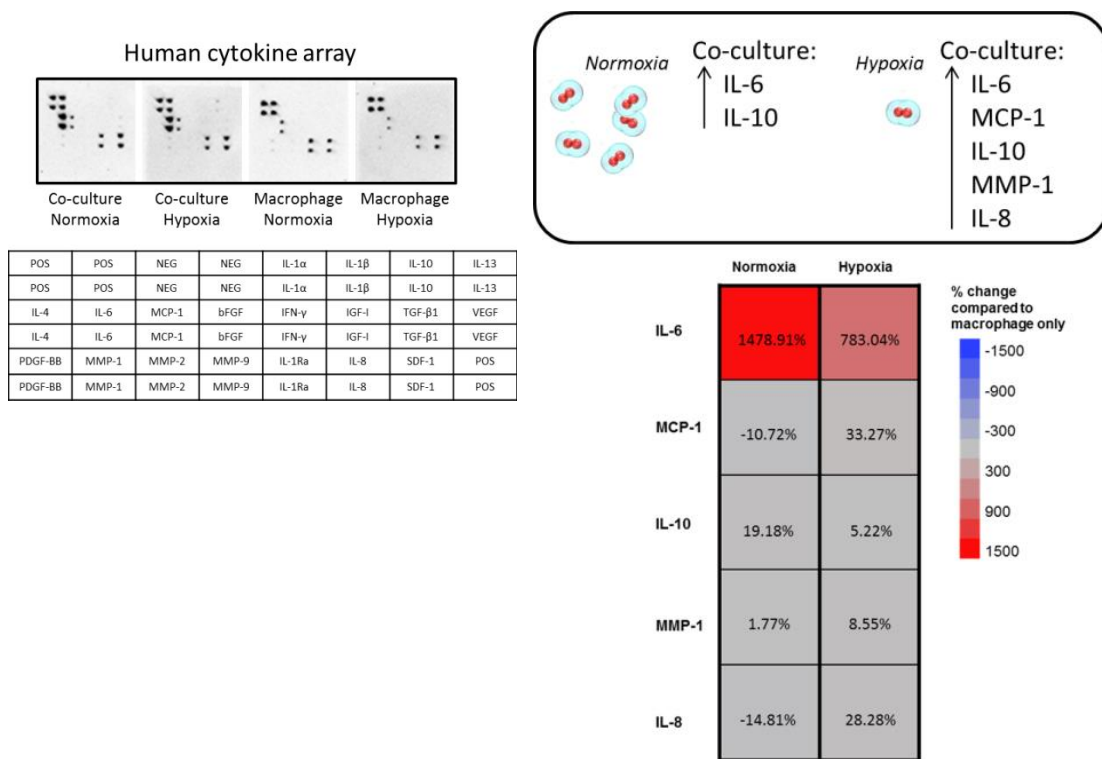 Human cytokine array
Co-culture Normoxia
Co-culture Hypoxia
Macrophage Normoxia
Macrophage Hypoxia
POS POS NEG NEG IL-1α IL-1β IL-10 IL-13
POS POS NEG NEG IL-1α IL-1β IL-10 IL-13
IL-4 IL-6 MCP-1 bFGF IFN-γ IGF-I TGF-β1 VEGF
IL-4 IL-6 MCP-1 bFGF IFN-γ IGF-I TGF-β1 VEGF
PDGF-BB MMP-1 MMP-2 MMP-9 IL-1Ra IL-8 SDF-1 POS
PDGF-BB MMP-1 MMP-2 MMP-9 IL-1Ra IL-8 SDF-1 POS
Normoxia
Co-culture:
IL-6
IL-10
Hypoxia
Co-culture:
IL-6
MCP-1
IL-10
MMP-1
IL-8
Normoxia Hypoxia
IL-6 1478.91% 783.04%
MCP-1 -10.72% 33.27%
IL-10 19.18% 5.22%
MMP-1 1.77% 8.55%
IL-8 -14.81% 28.28%
% change
compared to
macrophage only
-1500
-900
-300
300
900
1500